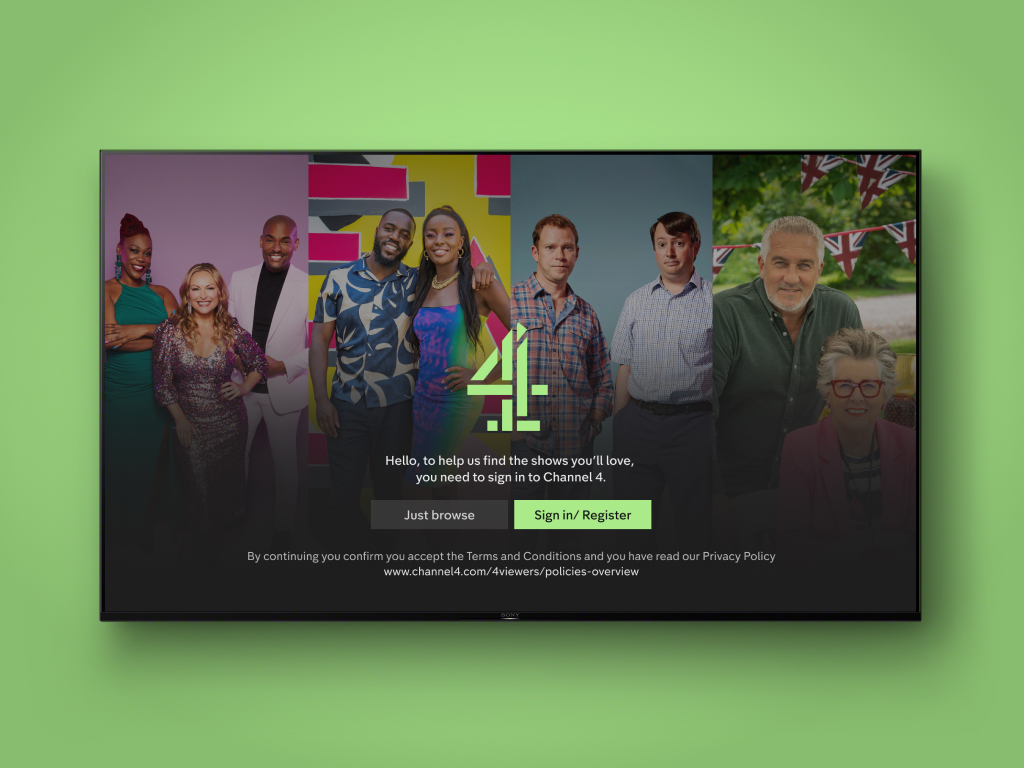 4
Hello, to help us find the shows you'll love,
you need to sign in to Channel 4.
Just browse
Sign in/ Register
By continuing you confirm you accept the Terms and Conditions and you have read our Privacy Policy
www.channel4.com/4viewers/policies-overview
SONY